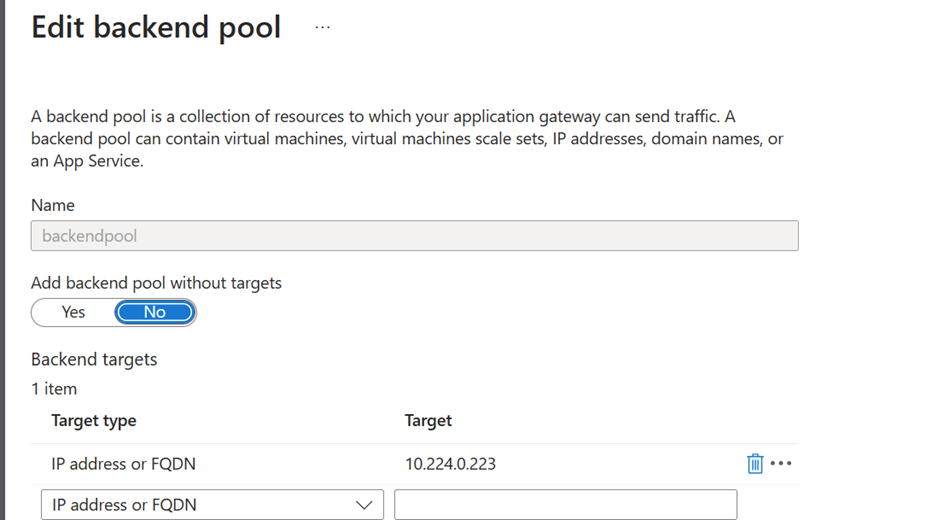 Edit backend pool ...
A backend pool is a collection of resources to which your application gateway can send traffic. A
backend pool can contain virtual machines, virtual machines scale sets, IP addresses, domain names, or
an App Service.
Name
backendpool
Add backend pool without targets
Yes No
Backend targets
1 item
Target type Target
IP address or FQDN 10.224.0.223
IP address or FQDN